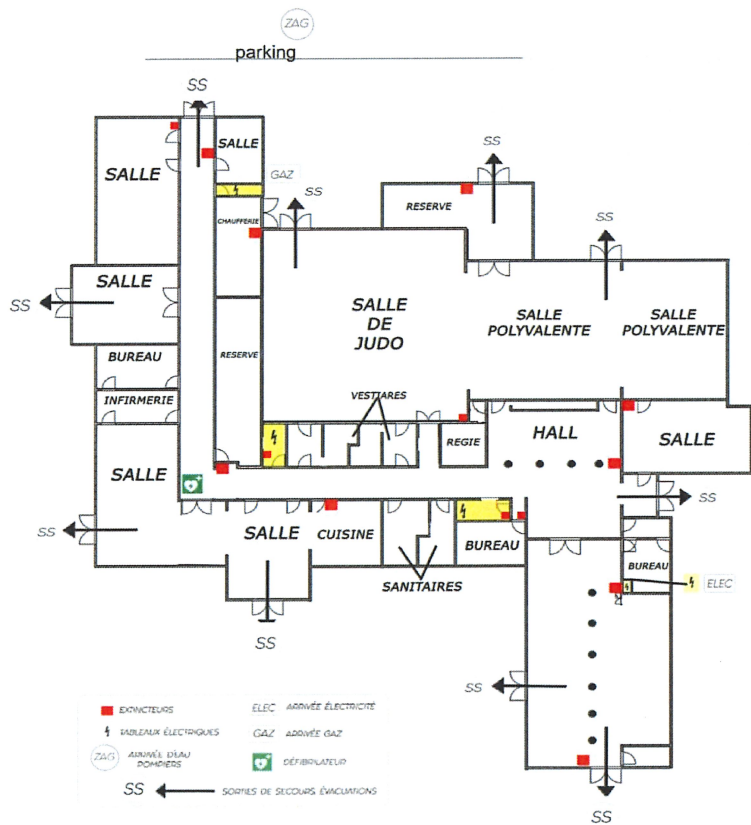 ZAG
parking
SS
SALLE
SS
GAZ
SALLE
SS
RESERVE
SS
CHAUFFERIE
SALLE
SS
SALLE
DE
JUDO
SALLE
POLYVALENTE
SALLE
POLYVALENTE
BUREAU
RESERVE
INFIRMERIE
VESTIARES
HALL
REGIE
SALLE
SALLE
SS
SS
SALLE
CUISINE
BUREAU
SANITAIRES
BUREAU
ELEC
SS
SS
EXTINCTEURS
TABLEAUX ÉLECTRIQUES
ZAG
ARRIVÉE D'EAU
POMPIERS
SS
SORTIES DE SECOURS, ÉVACUATIONS
ELEC
ARRIVÉE ÉLECTRICITÉ
GAZ
ARRIVÉE GAZ
DÉFIBRILATEUR
SS